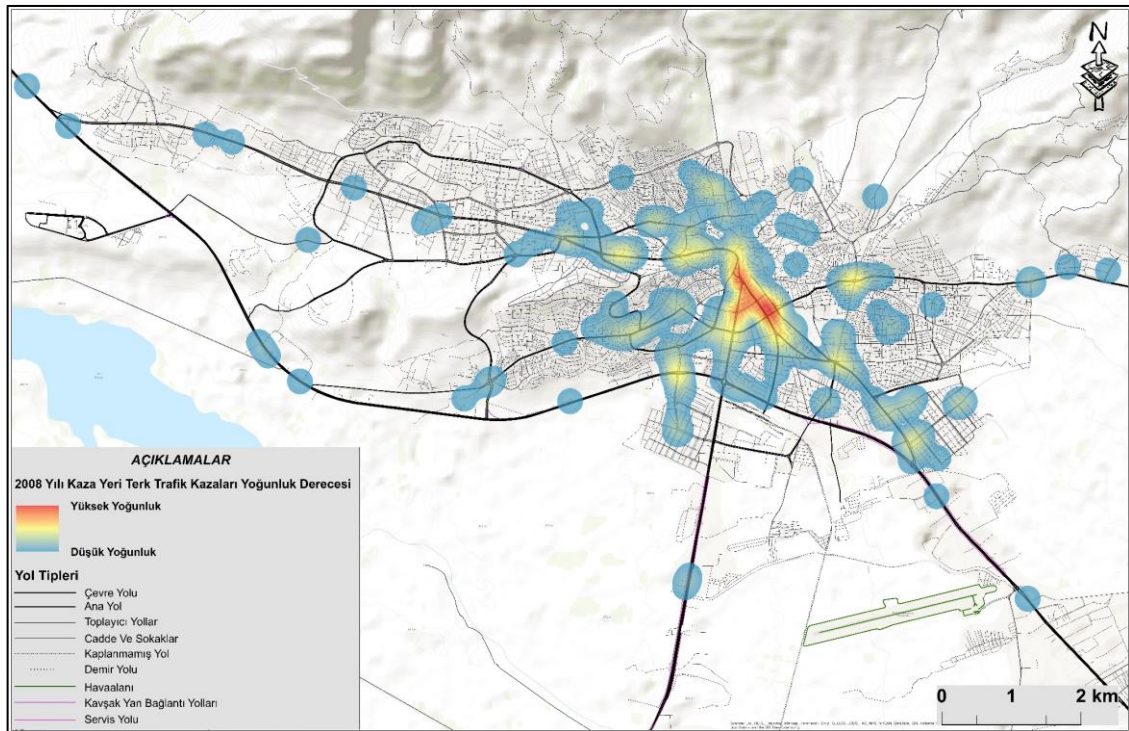 N
AÇIKLAMALAR
2008 Yılı Kaza Yeri Terk Trafik Kazaları Yoğunluk Derecesi
Yüksek Yoğunluk
Düşük Yoğunluk
Yol Tipleri
Çevre Yolu
Ana Yol
Toplayıcı Yollar
Cadde Ve Sokaklar
Kaplanmamış Yol
Demir Yolu
Havaalanı
Kavşak Yan Bağlantı Yolları
Servis Yolu
0 1 2 km